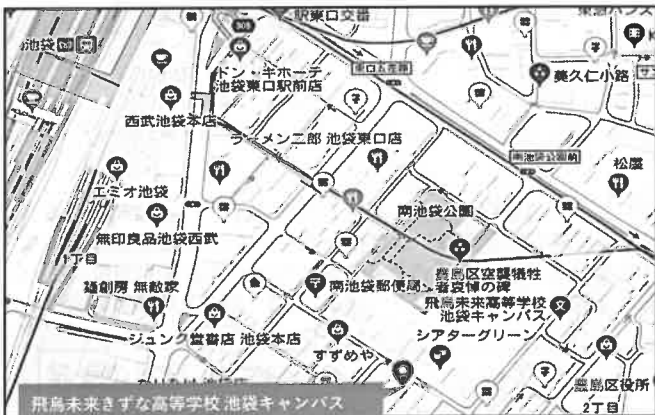 駅東口交番
池袋
ドン・キホーテ
池袋東口駅前店
東口五差路
美久仁小路
西武池袋本店
ラーメン二郎 池袋東口店
南池袋公園前
松屋
エミオ池袋
南池袋公園
無印良品池袋西武
1丁目
豊島区空襲犠牲
者哀悼の碑
南池袋郵便局
麺創房 無敵家
飛鳥未来高等学校
池袋キャンパス
ジュンク堂書店 池袋本店
すずめや
シアターグリーン
豊島区役所
2丁目
飛鳥未来きずな高等学校 池袋キャンパス